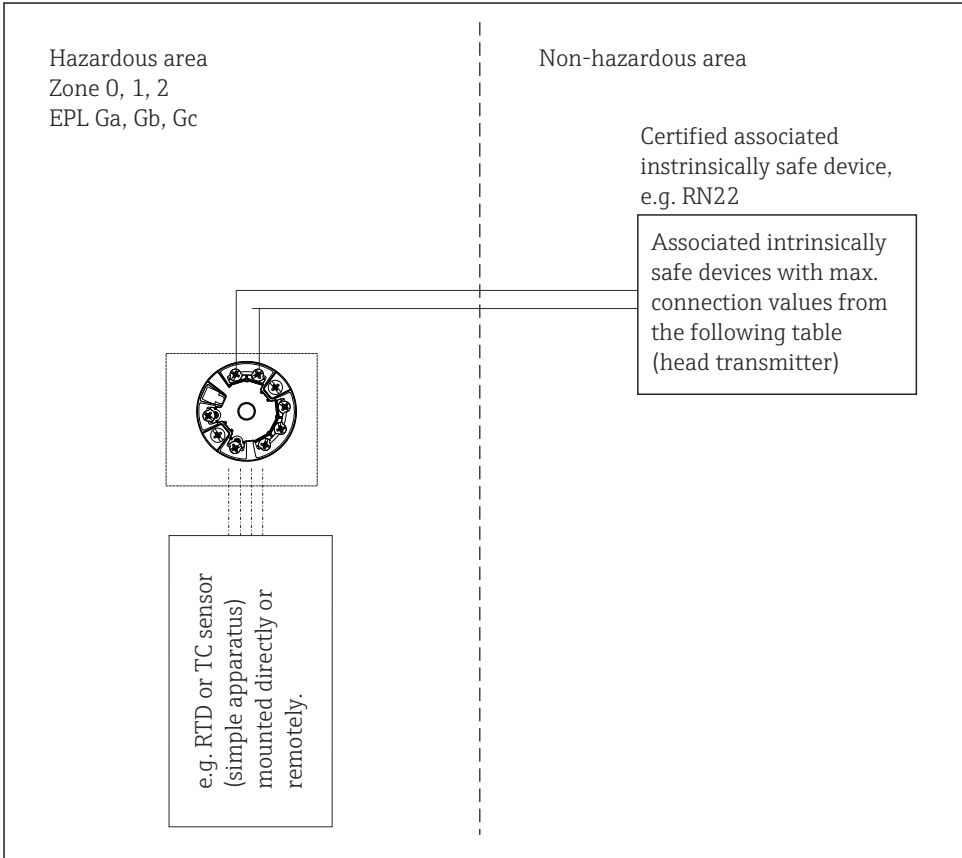 Hazardous area
Zone 0, 1, 2
EPL Ga, Gb, Gc
Non-hazardous area
Certified associated
instrinsically safe device,
e.g. RN22
Associated intrinsically
safe devices with max.
connection values from
the following table
(head transmitter)
e.g. RTD or TC sensor
(simple apparatus)
mounted directly or
remotely.